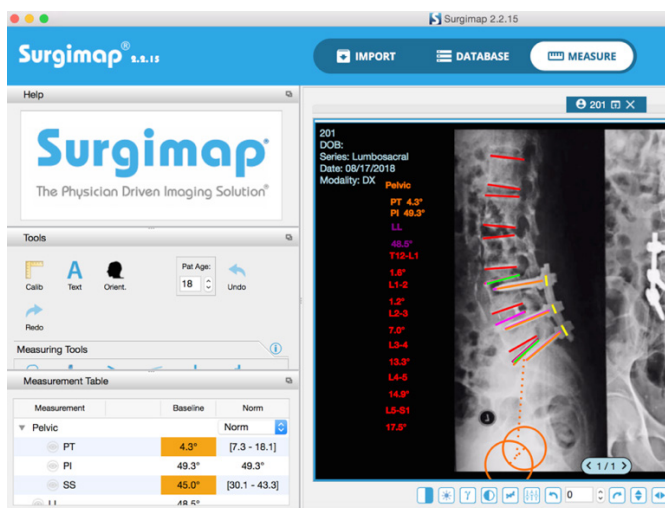 Surgimap 2.2.15
Surgimap® 2.2.15
IMPORT
DATABASE
MEASURE
Help
Surgimap®
The Physician Driven Imaging Solution®
Tools
Calib
Text
Orient.
Pat Age:
18
Undo
Redo
Measuring Tools
Measurement Table
Measurement Baseline Norm
Pelvic Norm
PT 4.3° [7.3 - 18.1]
PI 49.3° 49.3°
SS 45.0° [30.1 - 43.3]
LL 48.5°
201
201
DOB:
Series: Lumbosacral
Date: 08/17/2018
Modality: DX
Pelvic
PT 4.3°
PI 49.3°
LL
48.5°
T12-L1
1.8°
L1-2
1.2°
L2-3
7.0°
L3-4
13.3°
L4-5
14.9°
L5-S1
17.5°
1 / 1
0